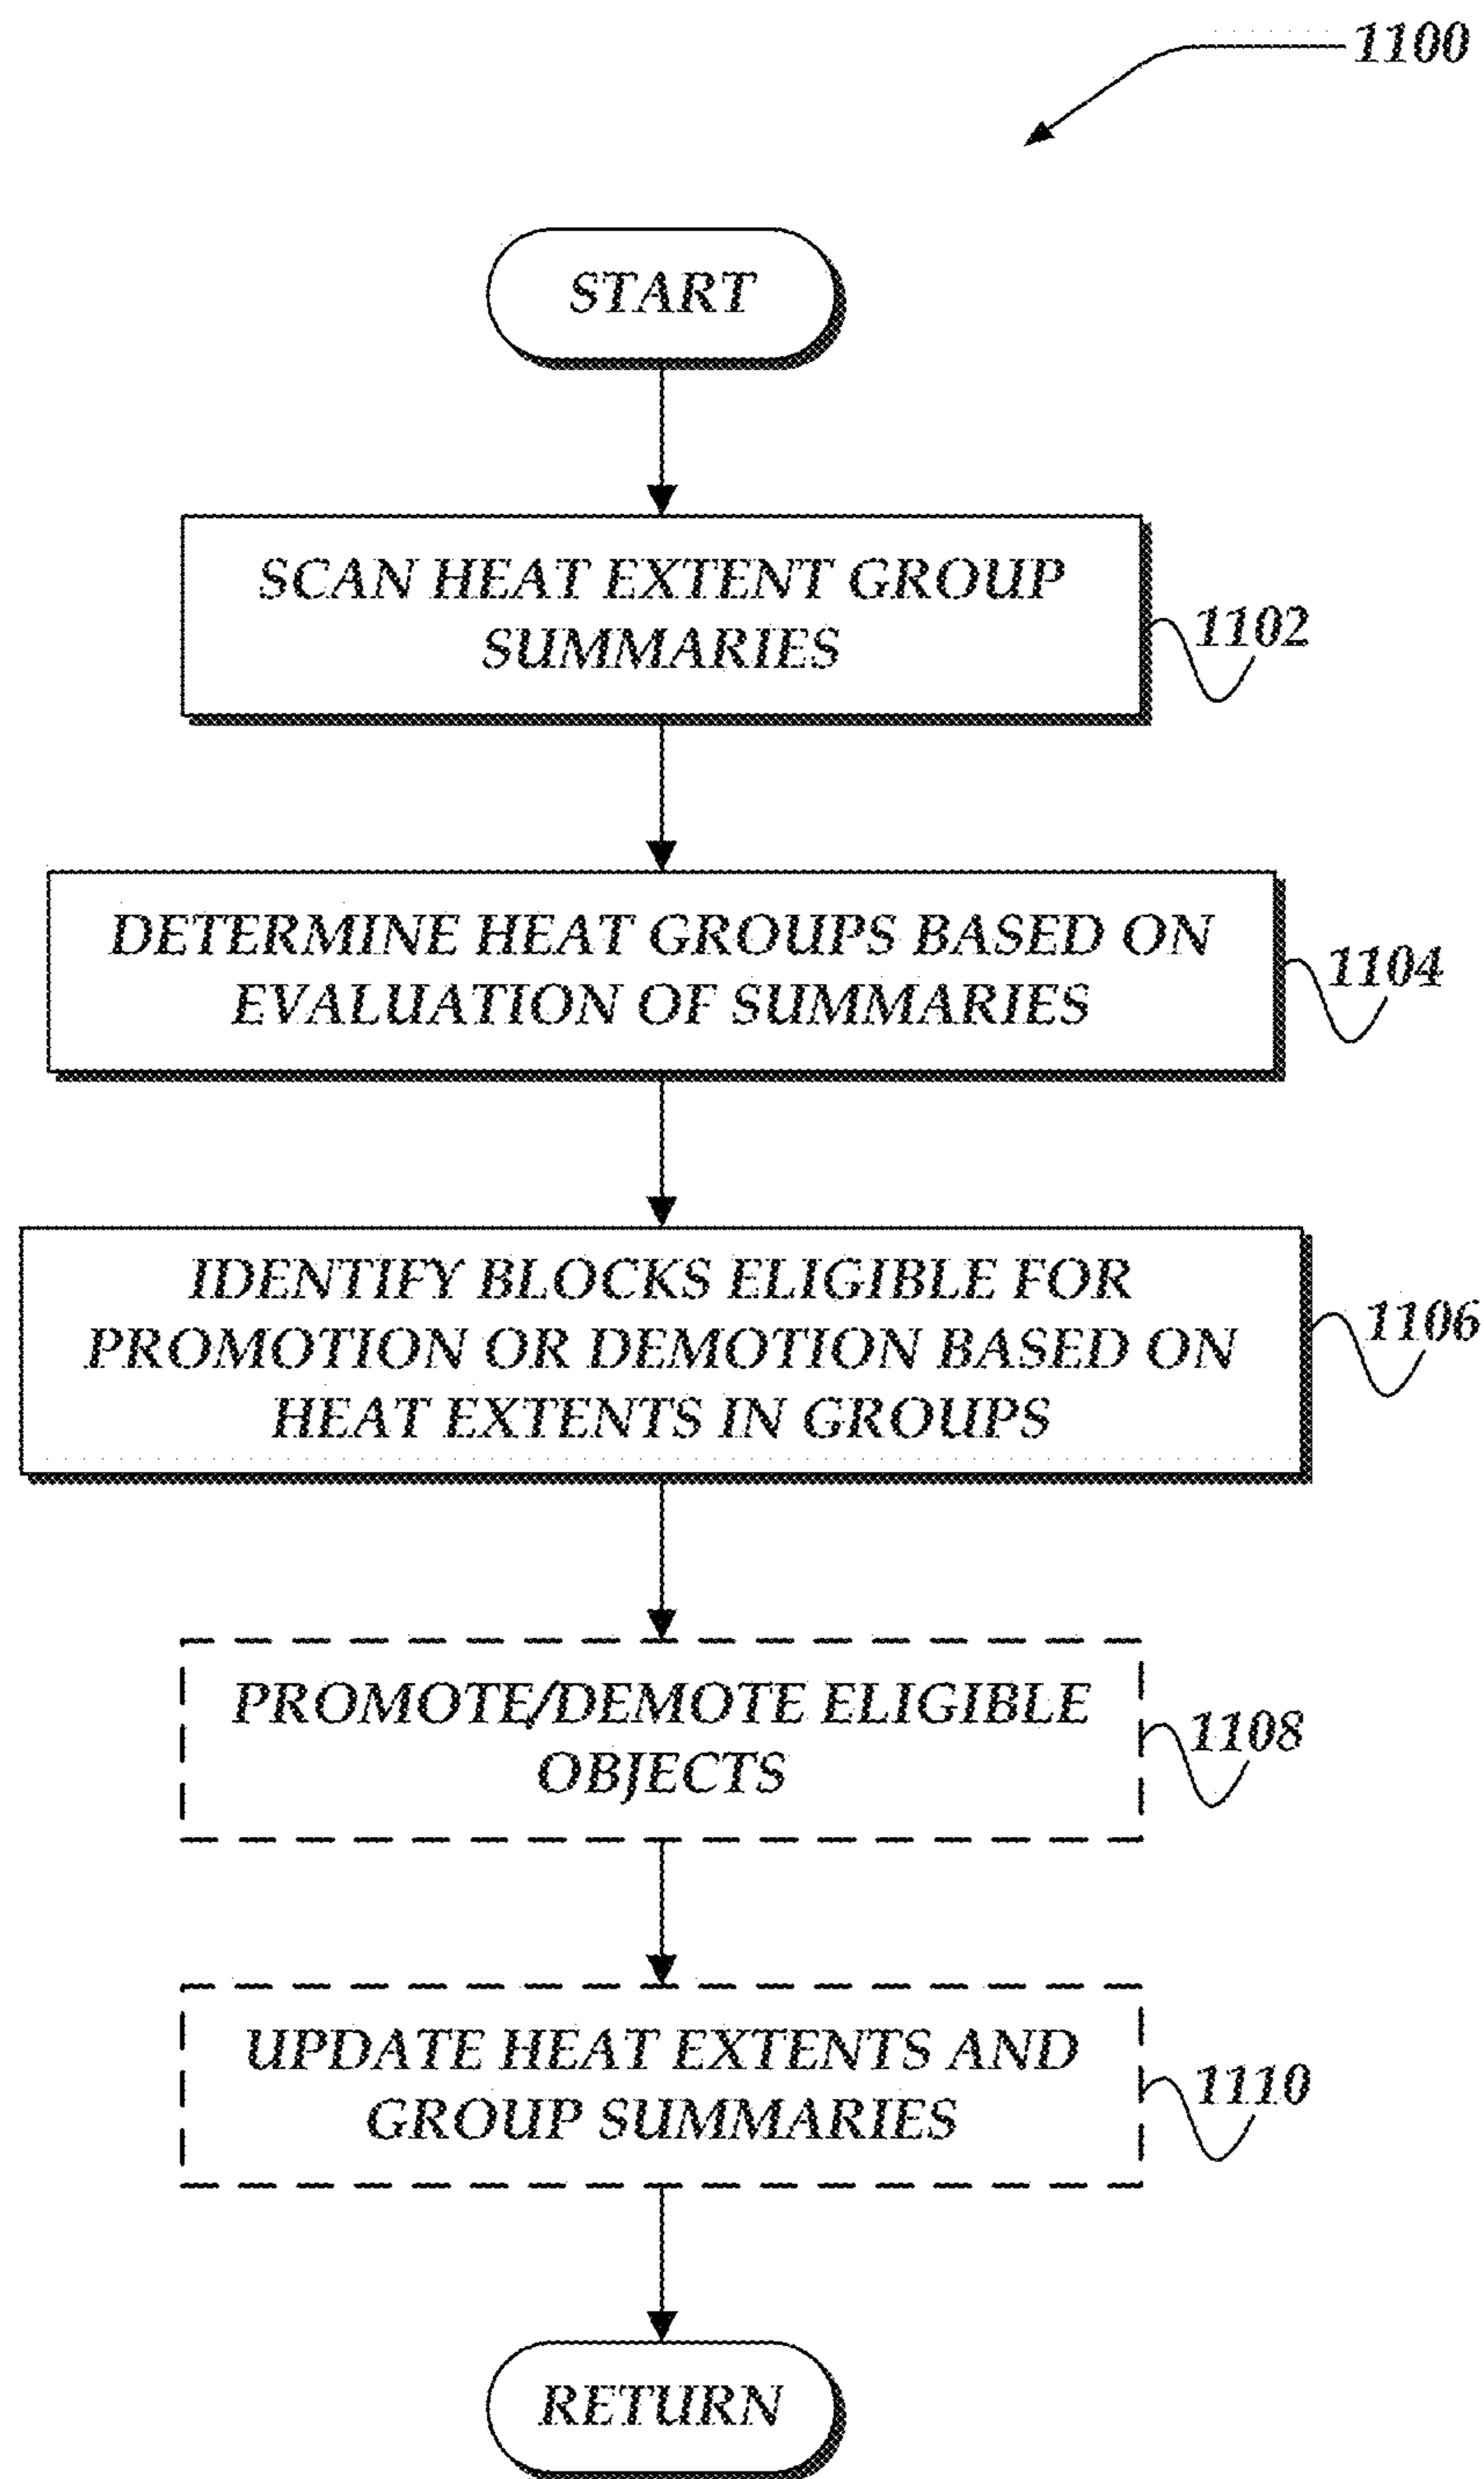 1100
START
SCAN HEAT EXTENT GROUP
SUMMARIES
1102
DETERMINE HEAT GROUPS BASED ON
EVALUATION OF SUMMARIES
1104
IDENTIFY BLOCKS ELIGIBLE FOR
PROMOTION OR DEMOTION BASED ON
HEAT EXTENTS IN GROUPS
1106
PROMOTE/DEMOTE ELIGIBLE
OBJECTS
1108
UPDATE HEAT EXTENTS AND
GROUP SUMMARIES
1110
RETURN